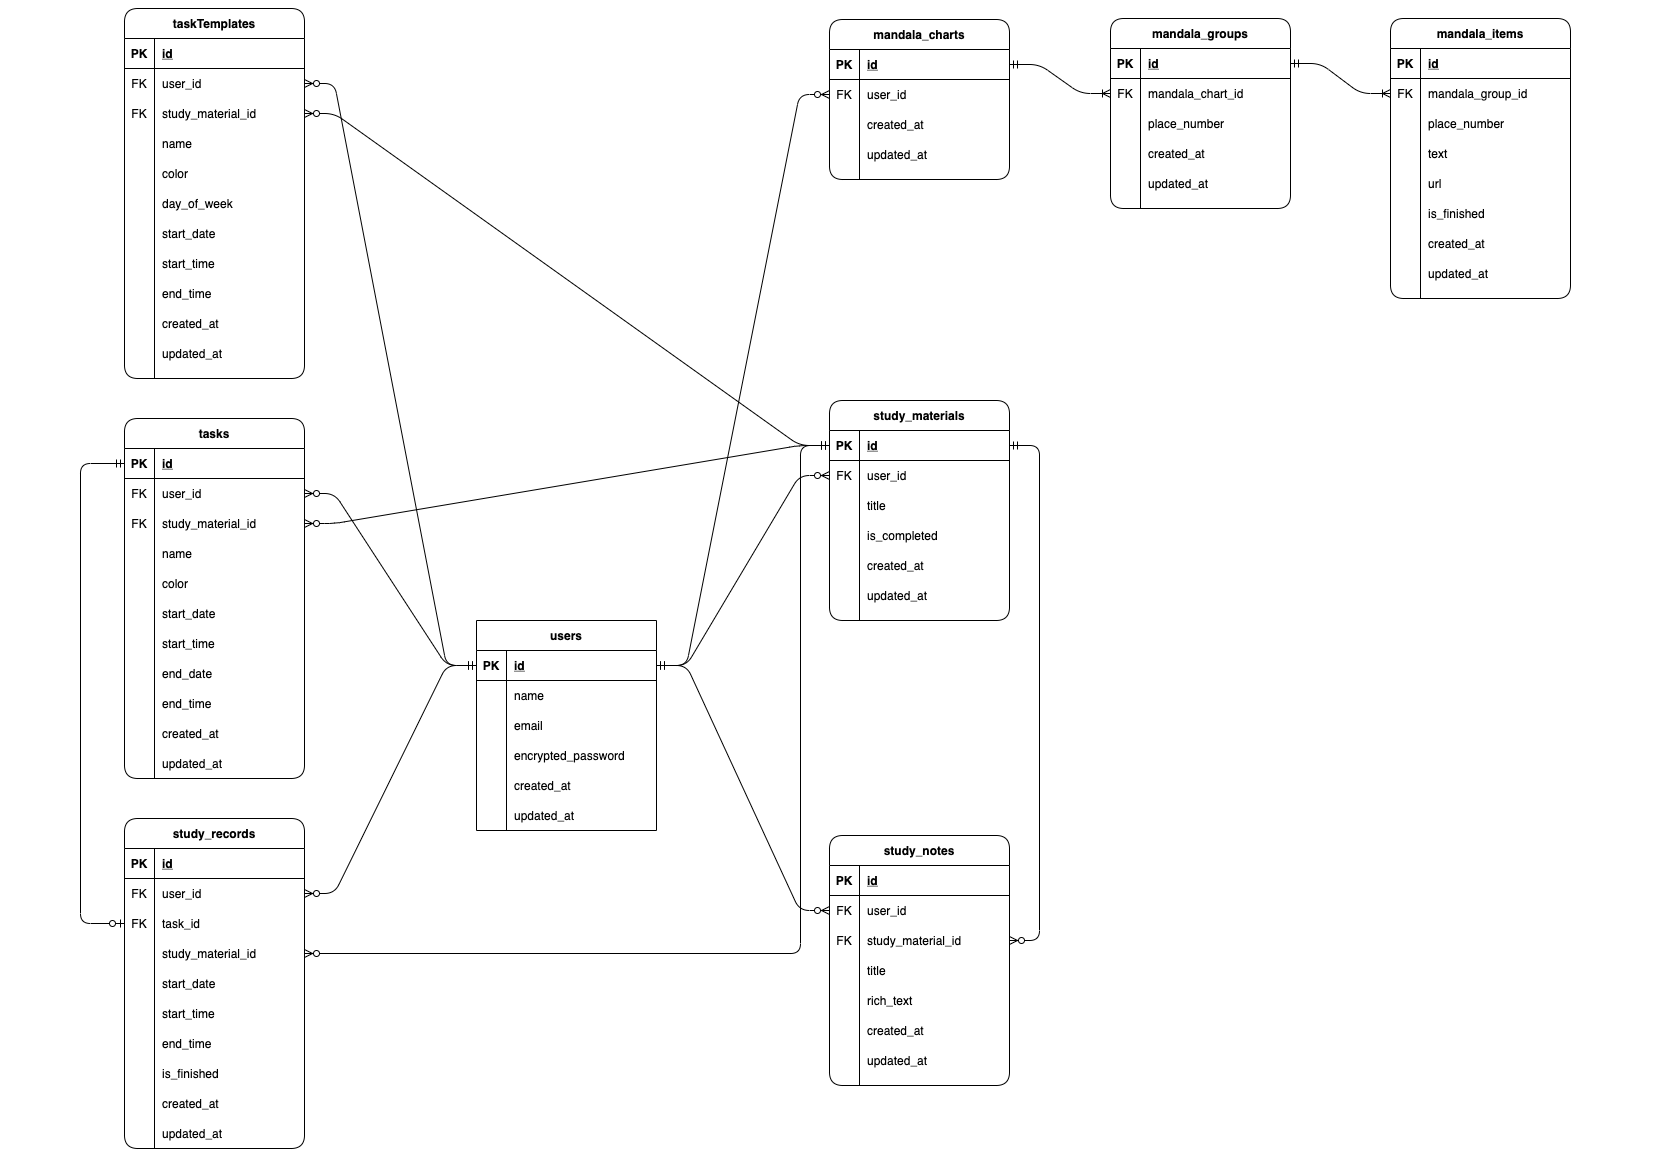 taskTemplates
PK id
FK user_id
FK study_material_id
name
color
day_of_week
start_date
start_time
end_time
created_at
updated_at
tasks
PK id
FK user_id
FK study_material_id
name
color
start_date
start_time
end_date
end_time
created_at
updated_at
study_records
PK id
FK user_id
FK task_id
study_material_id
start_date
start_time
end_time
is_finished
created_at
updated_at
users
PK id
name
email
encrypted_password
created_at
updated_at
mandala_charts
PK id
FK user_id
created_at
updated_at
mandala_groups
PK id
FK mandala_chart_id
place_number
created_at
updated_at
mandala_items
PK id
FK mandala_group_id
place_number
text
url
is_finished
created_at
updated_at
study_materials
PK id
FK user_id
title
is_completed
created_at
updated_at
study_notes
PK id
FK user_id
FK study_material_id
title
rich_text
created_at
updated_at